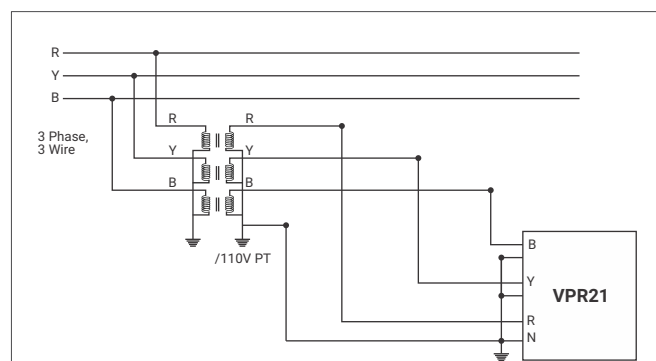 R
Y
B
3 Phase,
3 Wire
R R
Y Y
B B
/110V PT
B
Y
VPR21
R
N